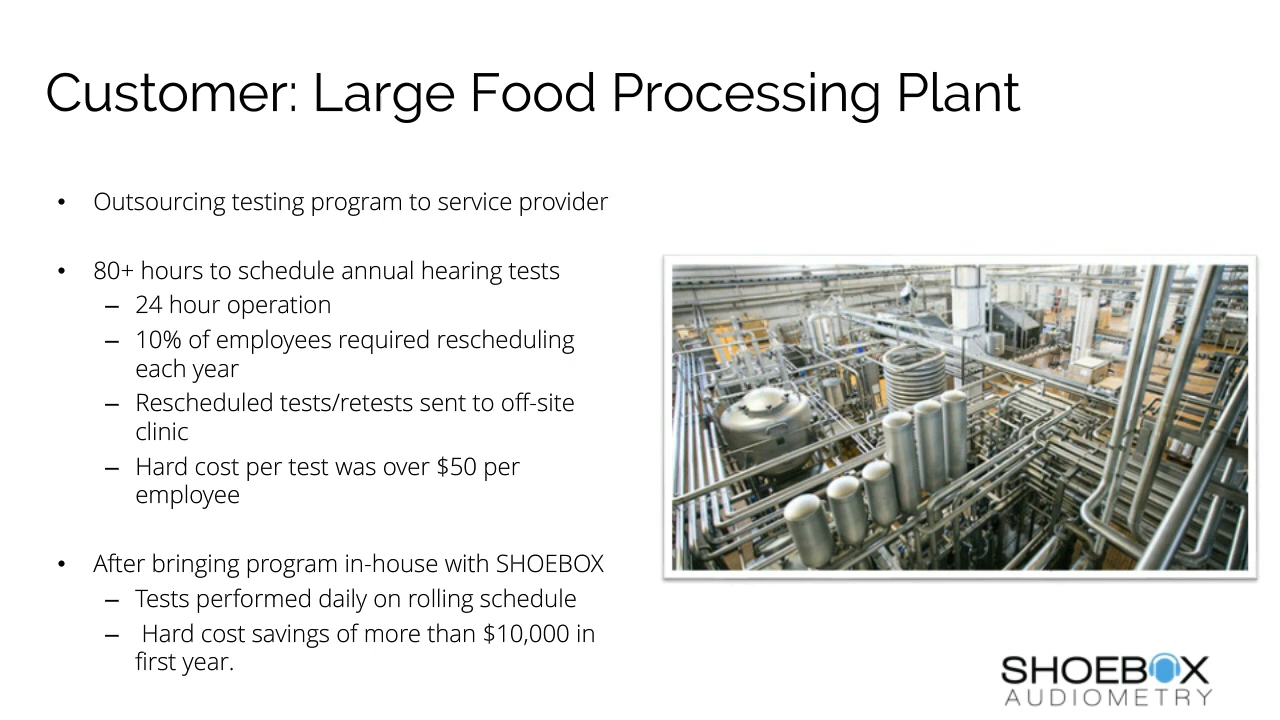 Customer: Large Food Processing Plant
• Outsourcing testing program to service provider
• 80+ hours to schedule annual hearing tests
– 24 hour operation
– 10% of employees required rescheduling
each year
– Rescheduled tests/retests sent to off-site
clinic
– Hard cost per test was over $50 per
employee
• After bringing program in-house with SHOEBOX
– Tests performed daily on rolling schedule
– Hard cost savings of more than $10,000 in
first year.
SHOEBOX
AUDIOMETRY